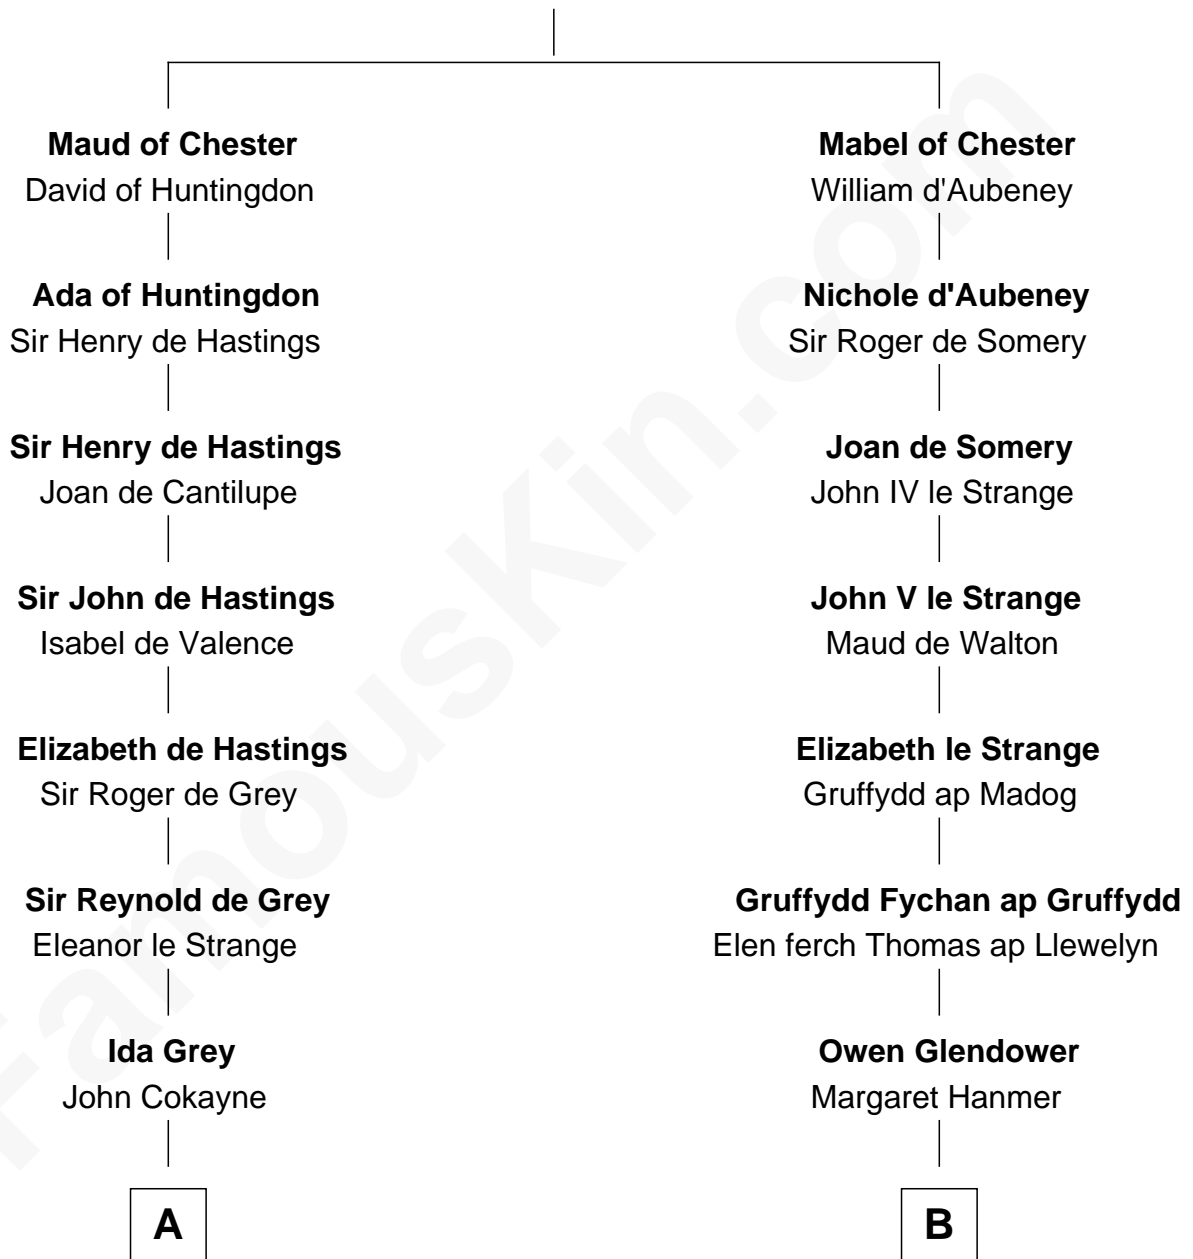 Maud of Chester
David of Huntingdon
Ada of Huntingdon
Sir Henry de Hastings
Sir Henry de Hastings
Joan de Cantilupe
Sir John de Hastings
Isabel de Valence
Elizabeth de Hastings
Sir Roger de Grey
Sir Reynold de Grey
Eleanor le Strange
Ida Grey
John Cokayne
A
Mabel of Chester
William d'Aubeney
Nichole d'Aubeney
Sir Roger de Somery
Joan de Somery
John IV le Strange
John V le Strange
Maud de Walton
Elizabeth le Strange
Gruffydd ap Madog
Gruffydd Fychan ap Gruffydd
Elen ferch Thomas ap Llewelyn
Owen Glendower
Margaret Hanmer
B
FamousKin.com